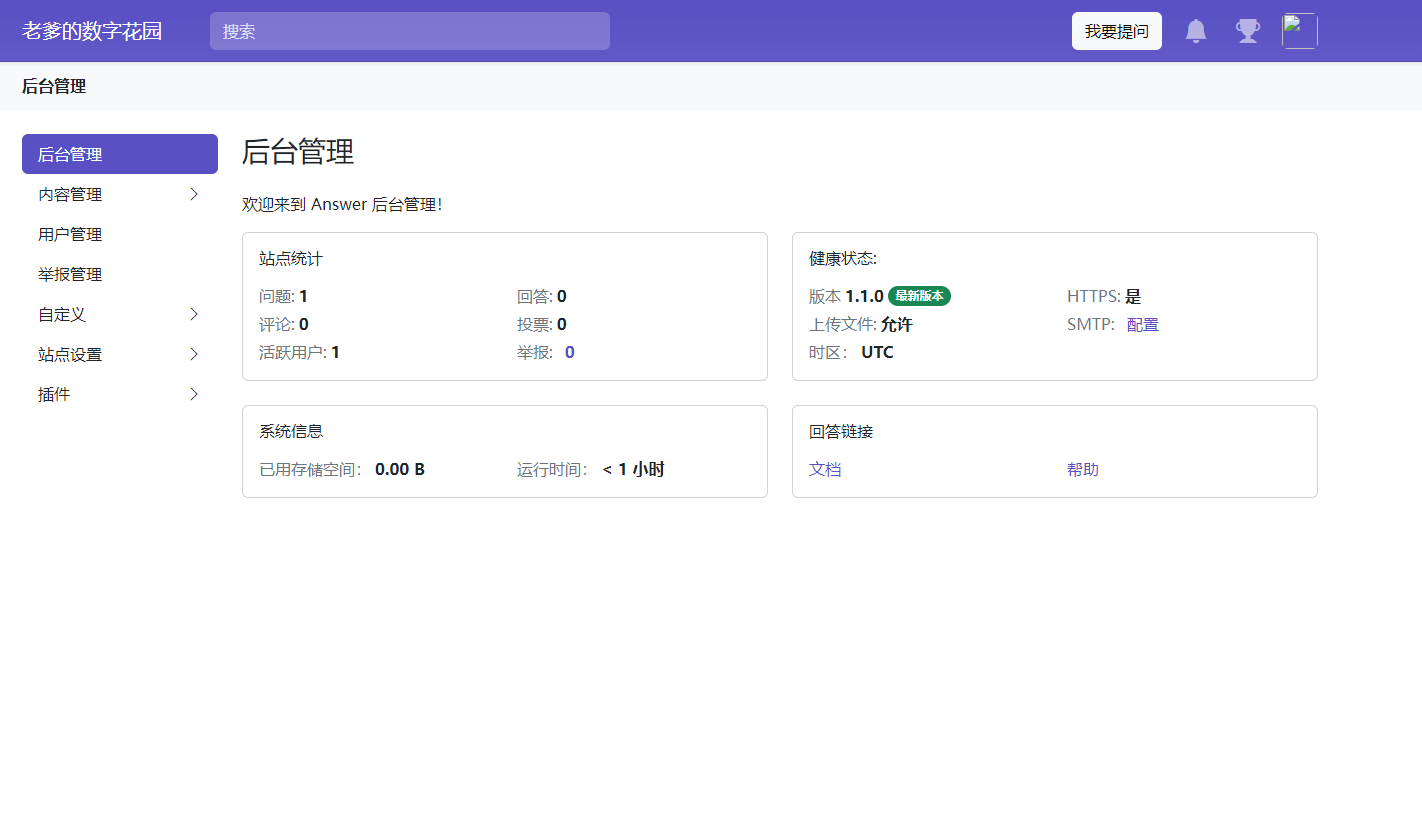 老爹的数字花园
搜索
我要提问
后台管理
后台管理
内容管理
用户管理
举报管理
自定义
站点设置
插件
后台管理
欢迎来到 Answer 后台管理！
站点统计
问题: 1
回答: 0
评论: 0
投票: 0
活跃用户: 1
举报: 0
健康状态:
版本 1.1.0 最新版本
HTTPS: 是
上传文件: 允许
SMTP: 配置
时区： UTC
系统信息
已用存储空间： 0.00 B
运行时间： < 1 小时
回答链接
文档
帮助